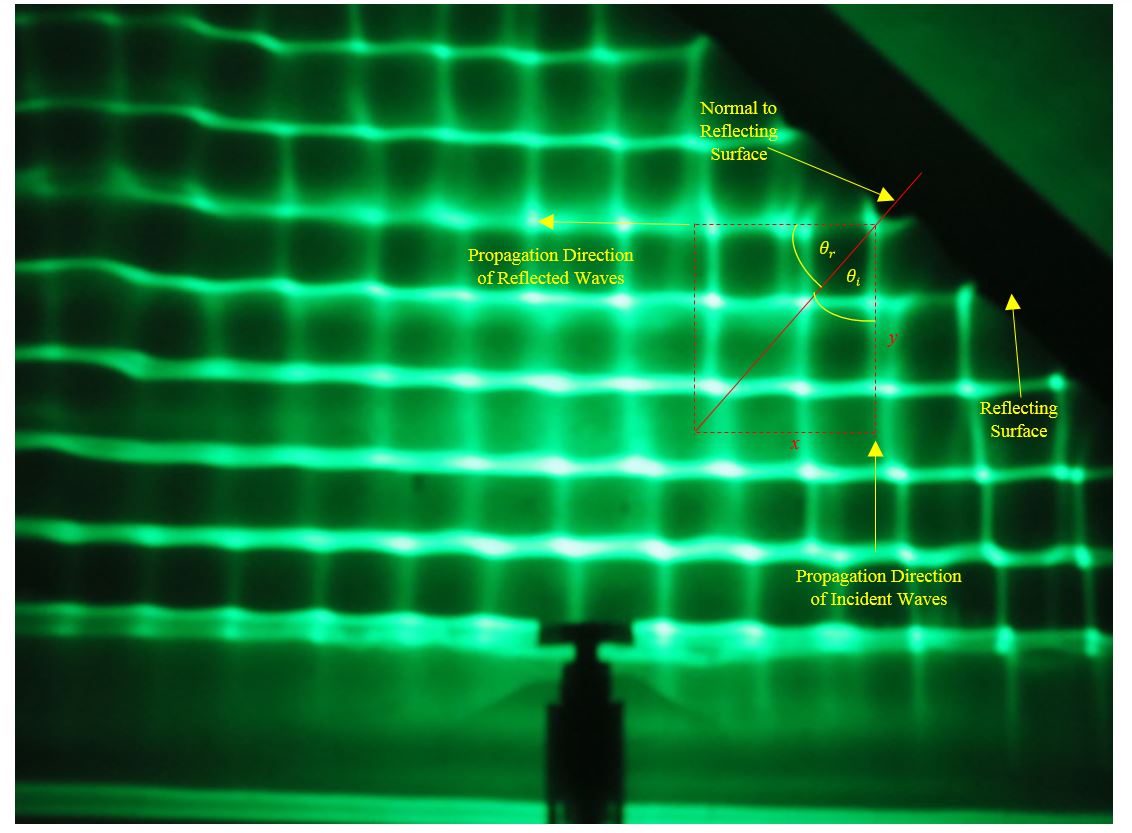 Normal to
Reflecting
Surface
Propagation Direction
of Reflected Waves
θr
θi
y
Reflecting
Surface
x
Propagation Direction
of Incident Waves